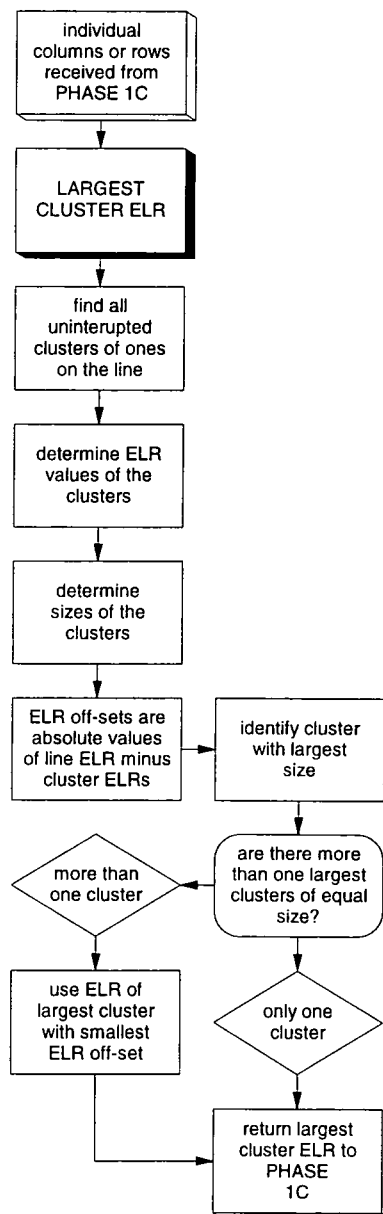 individual
columns or rows
received from
PHASE 1C
LARGEST
CLUSTER ELR
find all
uninterupted
clusters of ones
on the line
determine ELR
values of the
clusters
determine
sizes of the
clusters
ELR off-sets are
absolute values
of line ELR minus
cluster ELRs
identify cluster
with largest
size
are there more
than one largest
clusters of equal
size?
more than
one cluster
use ELR of
largest cluster
with smallest
ELR off-set
only one
cluster
return largest
cluster ELR to
PHASE
1C